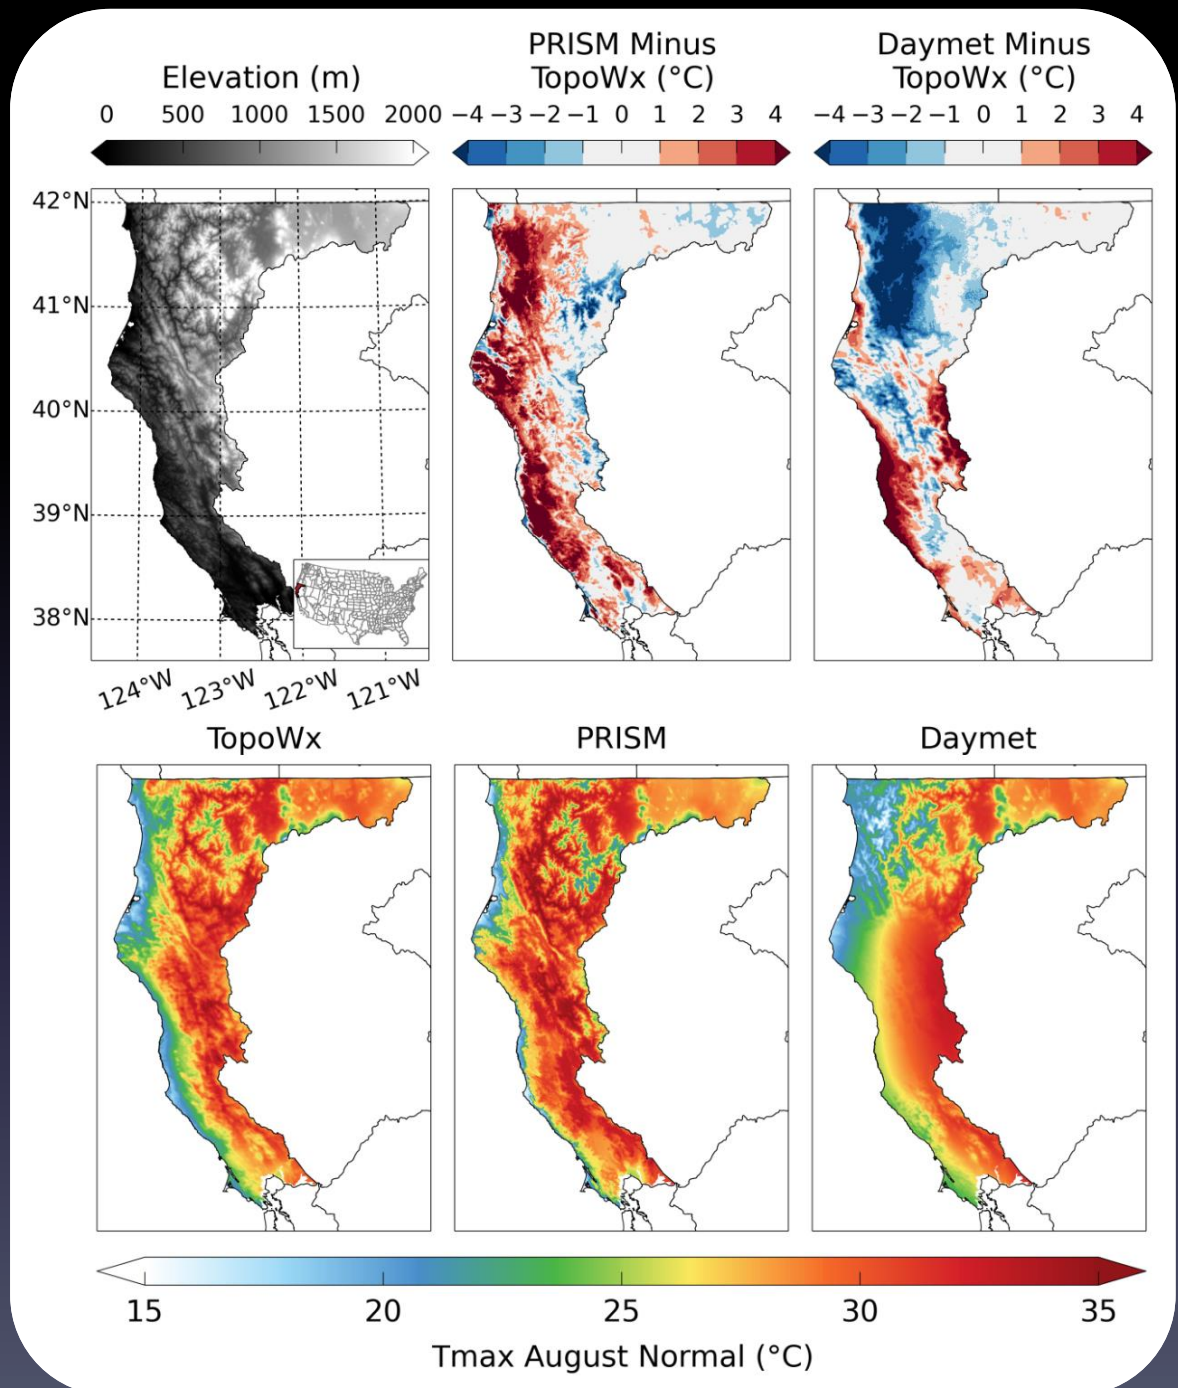 Elevation (m)
0 500 1000 1500 2000
PRISM Minus
TopoWx (°C)
−4 −3 −2 −1 0 1 2 3 4
Daymet Minus
TopoWx (°C)
−4 −3 −2 −1 0 1 2 3 4
42°N
41°N
40°N
39°N
38°N
124°W 123°W 122°W 121°W
TopoWx
PRISM
Daymet
15 20 25 30 35
Tmax August Normal (°C)